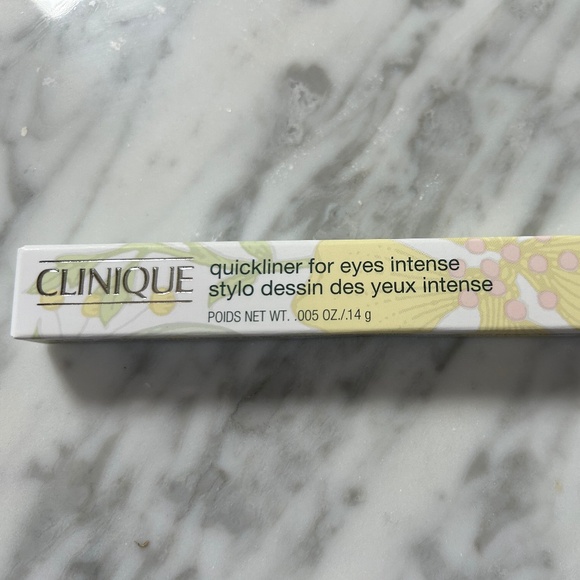 CLINIQUE
quickliner for eyes intense
stylo dessin des yeux intense
POIDS NET WT. .005 OZ./.14 g